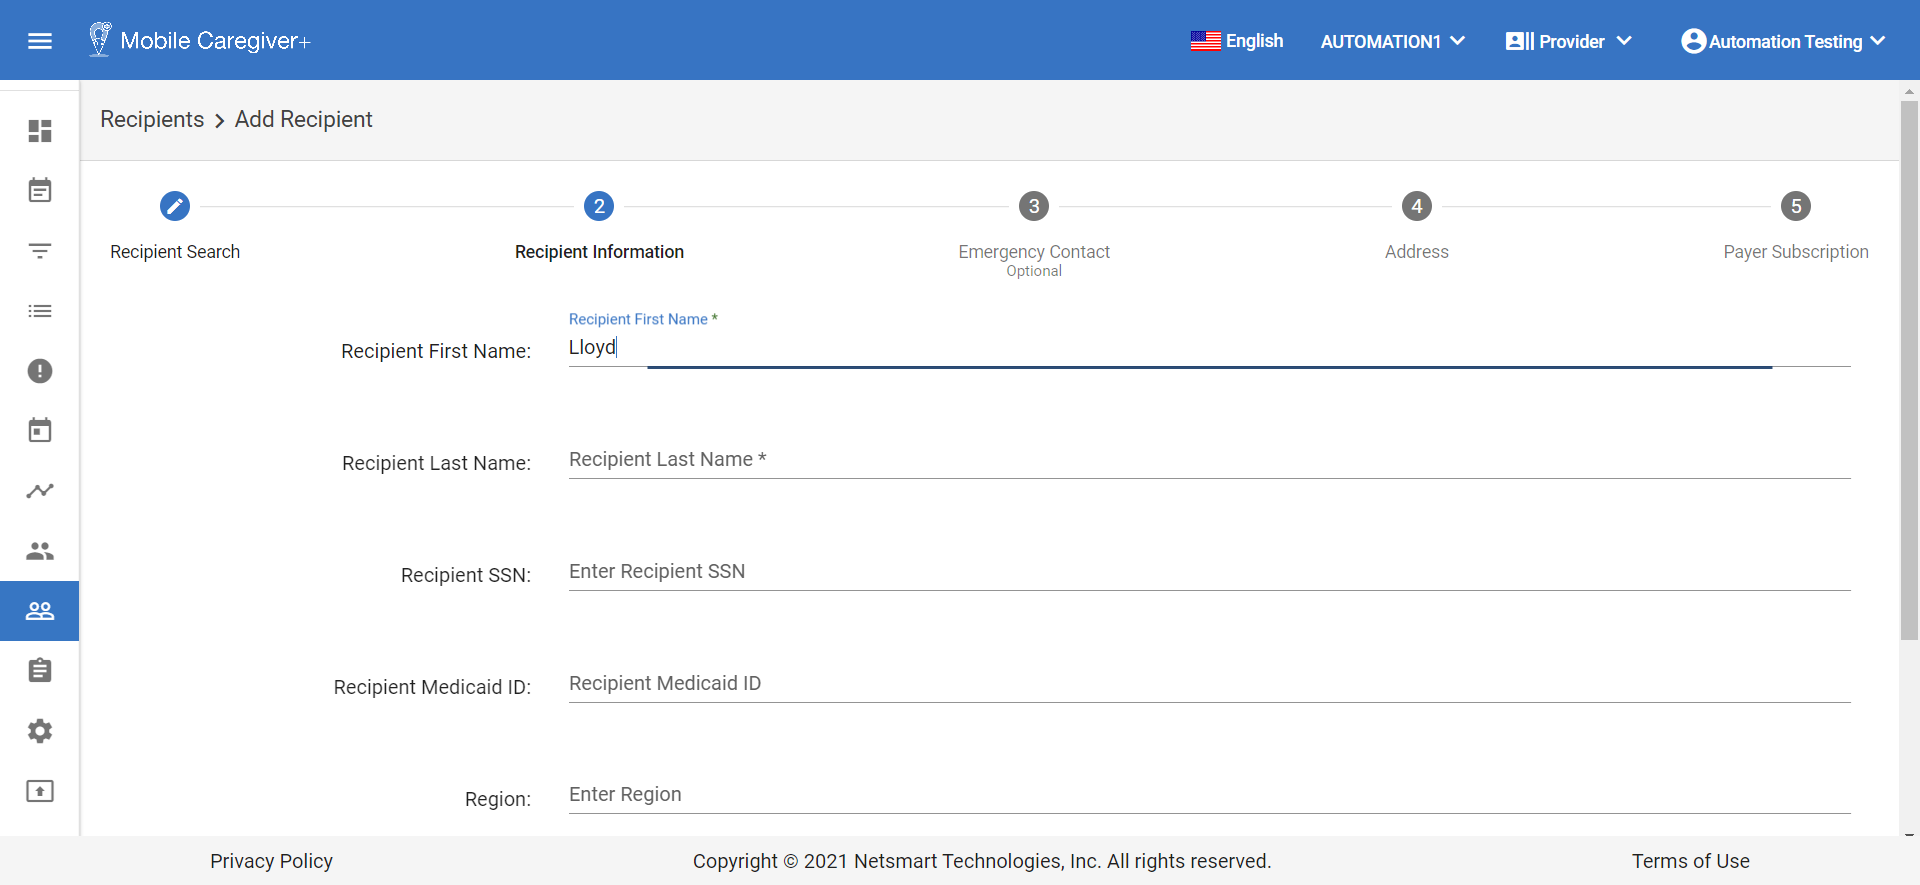 Mobile Caregiver+
English
AUTOMATION1
Provider
Automation Testing
Recipients > Add Recipient
2
3
4
5
Recipient Search
Recipient Information
Emergency Contact
Optional
Address
Payer Subscription
Recipient First Name *
Recipient First Name:
Lloyd
Recipient Last Name:
Recipient Last Name *
Recipient SSN:
Enter Recipient SSN
Recipient Medicaid ID:
Recipient Medicaid ID
Region:
Enter Region
Privacy Policy
Copyright © 2021 Netsmart Technologies, Inc. All rights reserved.
Terms of Use